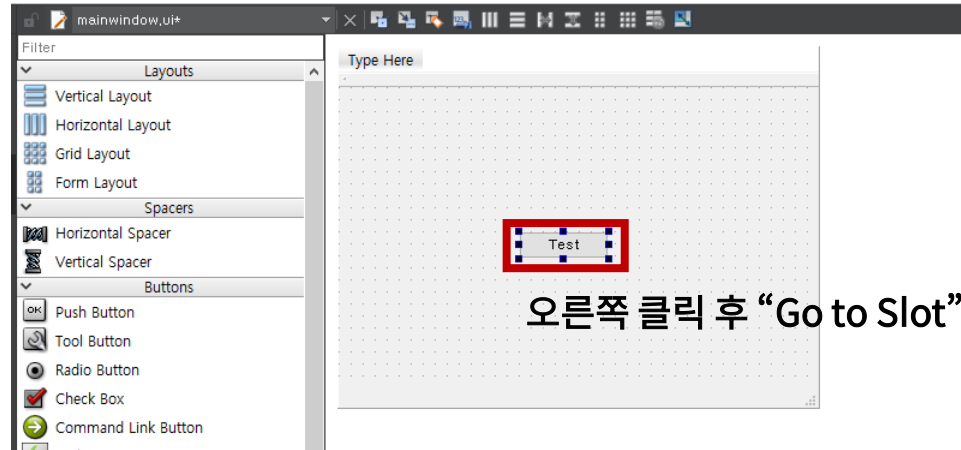 mainwindow.ui*
Filter
Type Here
Layouts
Vertical Layout
Horizontal Layout
Grid Layout
Form Layout
Spacers
Horizontal Spacer
Vertical Spacer
Buttons
OK
Push Button
Tool Button
Radio Button
Check Box
Command Link Button
Test
오른쪽 클릭 후 “Go to Slot”